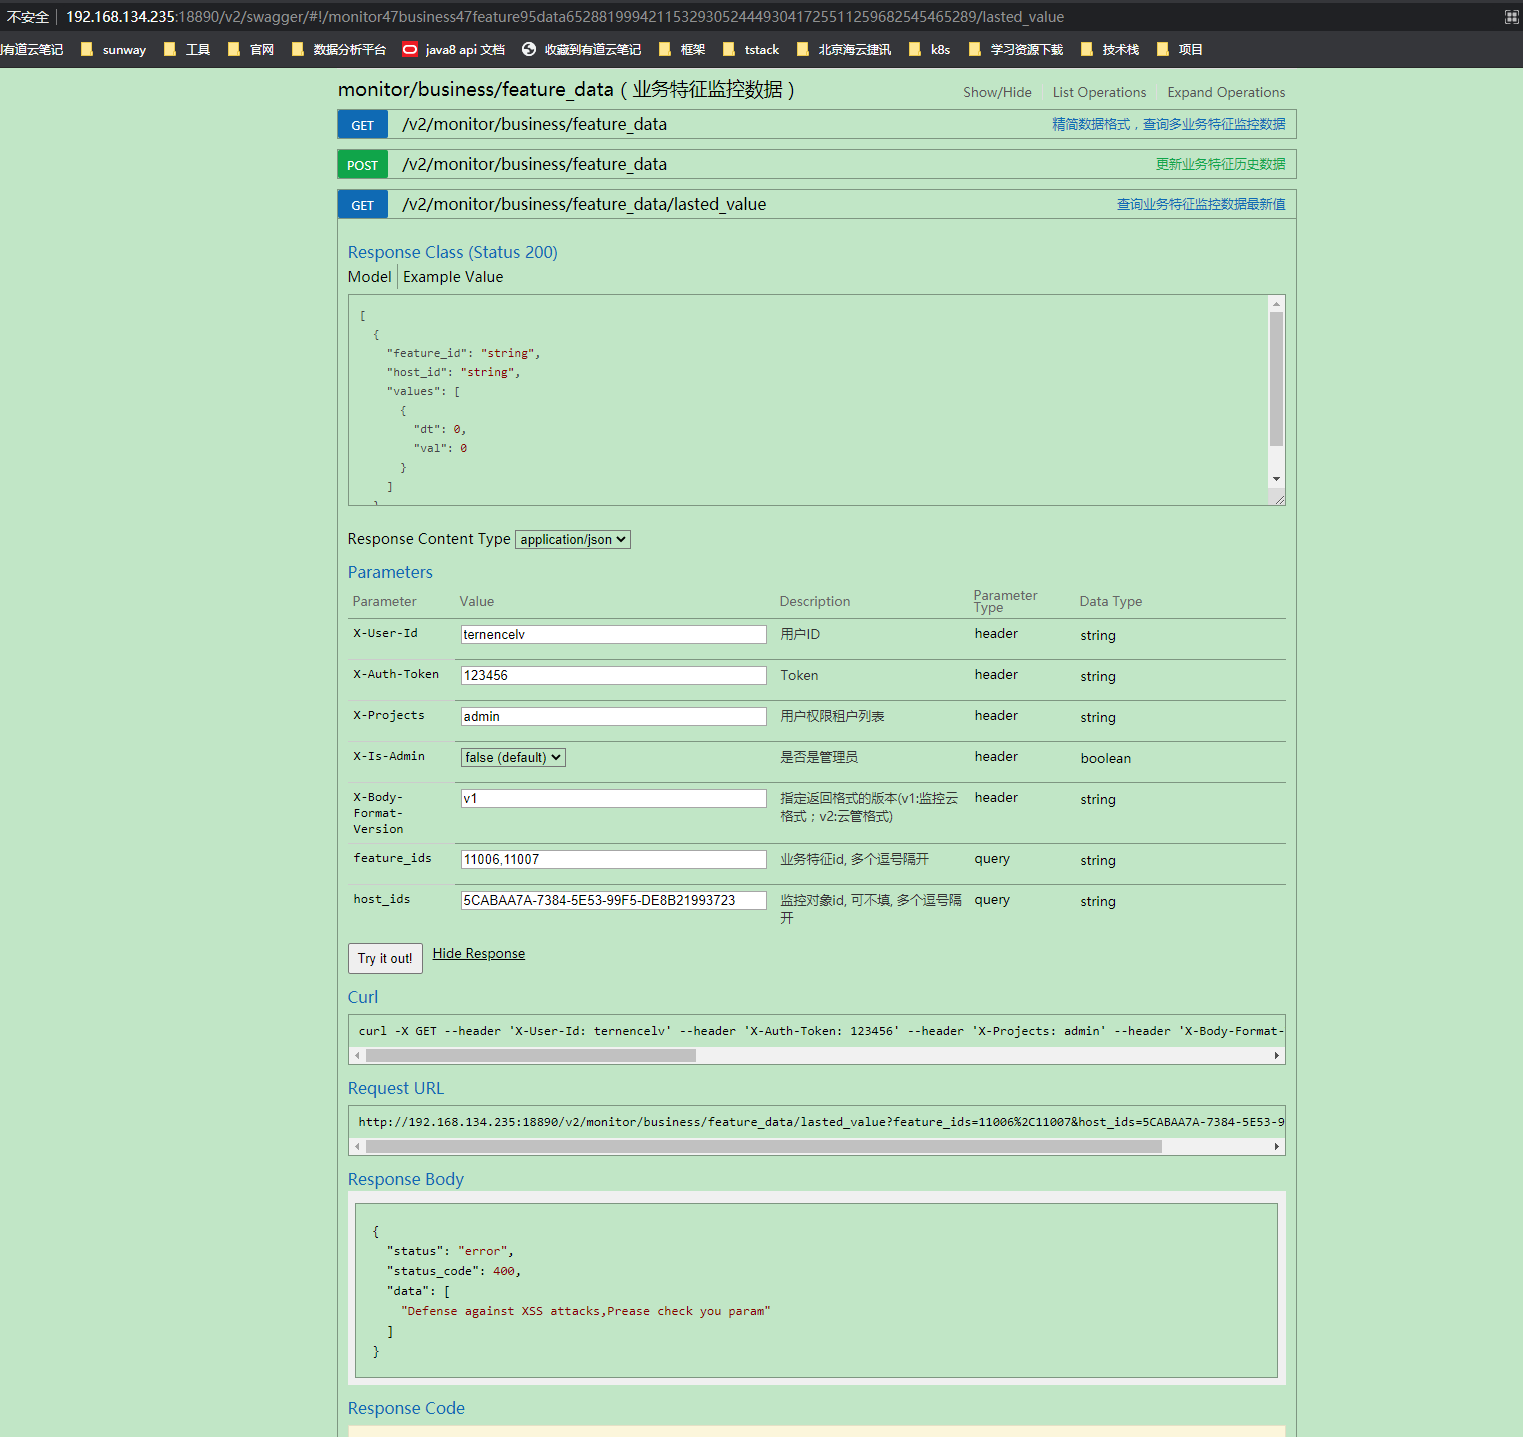 不安全 192.168.134.235:18890/v2/swagger/#!/monitor47business47feature95data6528819994211532930524449304172551125968254546​5289/lasted_value
有道云笔记 sunway 工具 官网 数据分析平台 java8 api 文档 收藏到有道云笔记 框架 tstack 北京海云捷讯 k8s 学习资源下载 技术栈 项目
monitor/business/feature_data ( 业务特征监控数据 ) Show/Hide List Operations Expand Operations
GET /v2/monitor/business/feature_data 精简数据格式，查询多业务特征监控数据
POST /v2/monitor/business/feature_data 更新业务特征历史数据
GET /v2/monitor/business/feature_data/lasted_value 查询业务特征监控数据最新值
Response Class (Status 200)
Model Example Value
[
{
"feature_id": "string",
"host_id": "string",
"values": [
{
"dt": 0,
"val": 0
}
]
Response Content Type application/json
Parameters
Parameter Value Description Parameter Type Data Type
X-User-Id ternencelv 用户ID header string
X-Auth-Token 123456 Token header string
X-Projects admin 用户权限租户列表 header string
X-Is-Admin false (default) 是否是管理员 header boolean
X-Body-Format-Version v1 指定返回格式的版本(v1:监控云格式；v2:云管格式) header string
feature_ids 11006,11007 业务特征id, 多个逗号隔开 query string
host_ids 5CABAA7A-7384-5E53-99F5-DE8B21993723 监控对象id, 可不填, 多个逗号隔开 query string
Try it out! Hide Response
Curl
curl -X GET --header 'X-User-Id: ternencelv' --header 'X-Auth-Token: 123456' --header 'X-Projects: admin' --header 'X-Body-Format-
Request URL
http://192.168.134.235:18890/v2/monitor/business/feature_data/lasted_value?feature_ids=11006%2C11007&host_ids=5CABAA7A-7384-5E53-9
Response Body
{
"status": "error",
"status_code": 400,
"data": [
"Defense against XSS attacks,Prease check you param"
]
}
Response Code